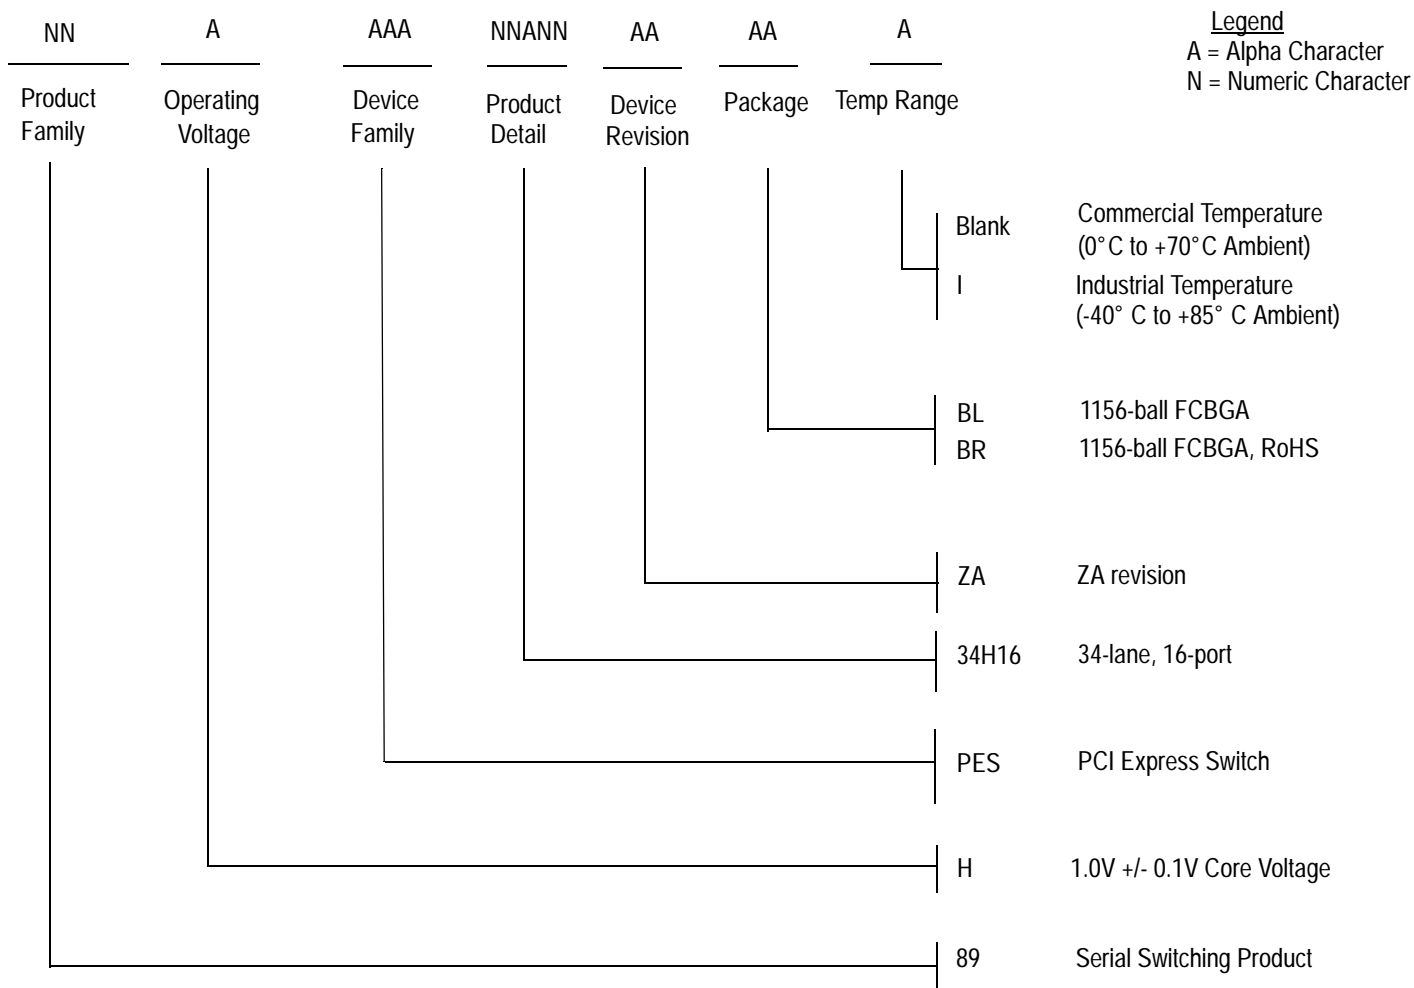 NN A AAA NNANN AA AA A
Legend
A = Alpha Character
N = Numeric Character
Product
Family
Operating
Voltage
Device
Family
Product
Detail
Device
Revision
Package
Temp Range
Blank Commercial Temperature
(0°C to +70°C Ambient)
I Industrial Temperature
(-40° C to +85° C Ambient)
BL 1156-ball FCBGA
BR 1156-ball FCBGA, RoHS
ZA ZA revision
34H16 34-lane, 16-port
PES PCI Express Switch
H 1.0V +/- 0.1V Core Voltage
89 Serial Switching Product